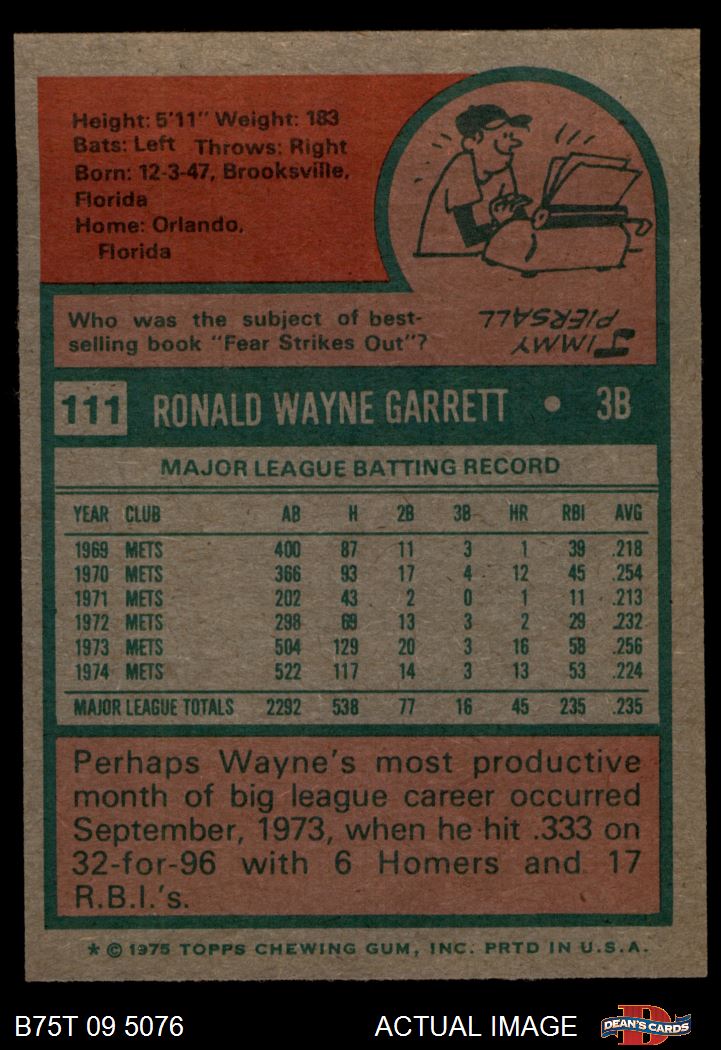 Height: 5'11" Weight: 183
Bats: Left Throws: Right
Born: 12-3-47, Brooksville,
Florida
Home: Orlando,
Florida
Who was the subject of best-
selling book "Fear Strikes Out"?
JIMMY
PIERSALL
111 RONALD WAYNE GARRETT • 3B
MAJOR LEAGUE BATTING RECORD
YEAR CLUB AB H 2B 3B HR RBI AVG
1969 METS 400 87 11 3 1 39 .218
1970 METS 366 93 17 4 12 45 .254
1971 METS 202 43 2 0 1 11 .213
1972 METS 298 69 13 3 2 29 .232
1973 METS 504 129 20 3 16 58 .256
1974 METS 522 117 14 3 13 53 .224
MAJOR LEAGUE TOTALS 2292 538 77 16 45 235 .235
Perhaps Wayne's most productive
month of big league career occurred
September, 1973, when he hit .333 on
32-for-96 with 6 Homers and 17
R.B.I.'s.
* © 1975 TOPPS CHEWING GUM, INC. PRTD IN U.S.A.
B75T 09 5076 ACTUAL IMAGE D DEAN'S CARDS